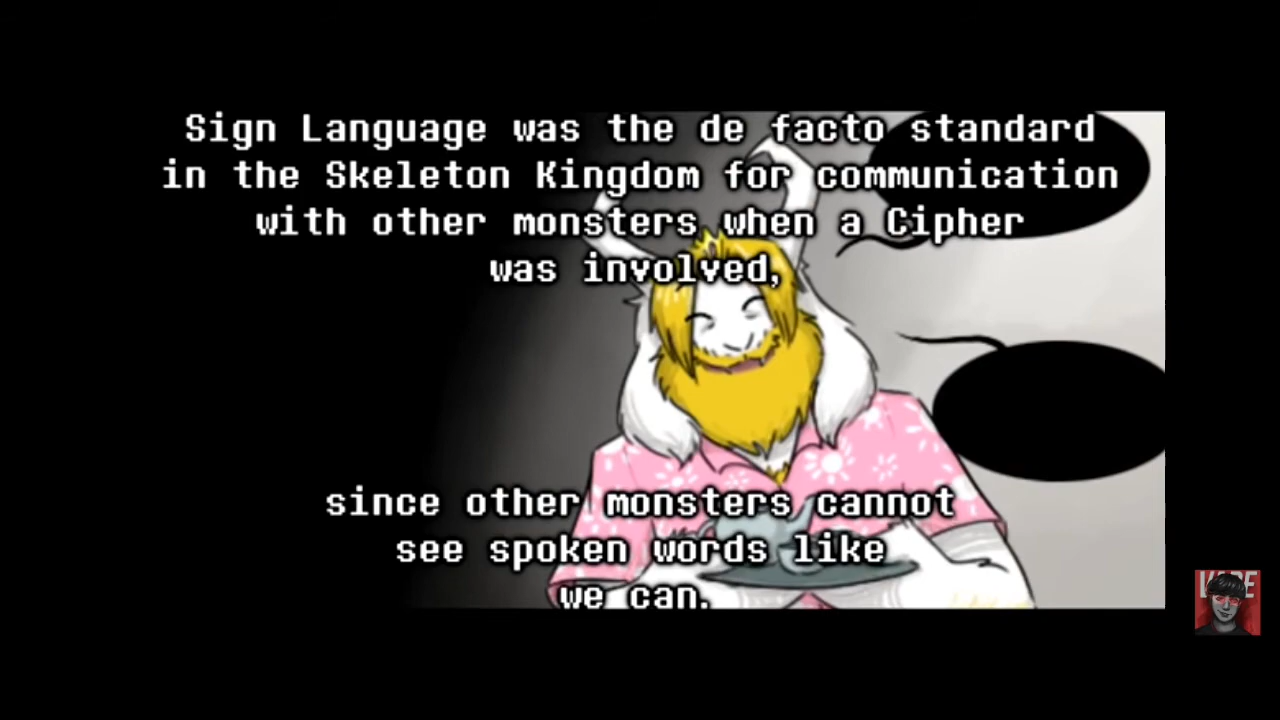 Sign Language was the de facto standard
in the Skeleton Kingdom for communication
with other monsters when a Cipher
was involved,
since other monsters cannot
see spoken words like
we can.